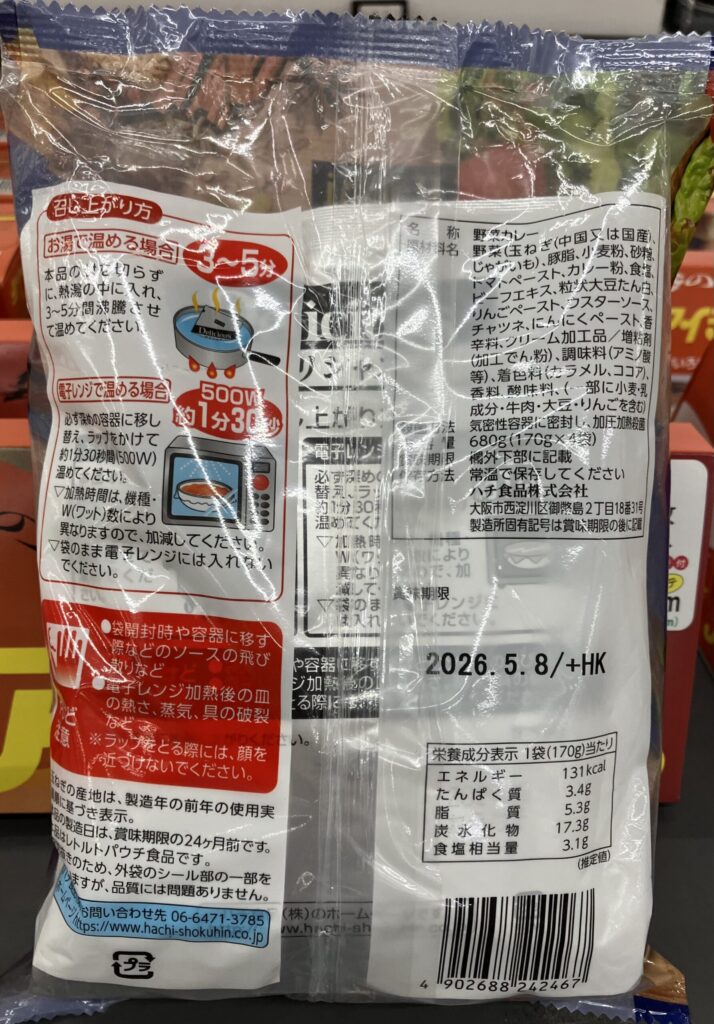 召し上がり方
お湯で温める場合
3〜5分
本品の
切らず
に、熱湯の中に入れ、
3〜5分間沸騰させ
て温めてください。
Delicious
電子レンジで温める場合
500W
約1分30秒
必ず深めの容器に移し
替え、ラップをかけて
約1分30秒間(500W)
温めてください。
▽加熱時間は、機種・
W(ワット)数により
異なりますので、加減してください。
▽袋のまま電子レンジには入れない
でください。
●袋開封時や容器に移す
際などのソースの飛び
散りなど
●電子レンジ加熱後の皿
の熱さ、蒸気、具の破裂
など
※ラップをとる際には、顔を
近づけないでください。
ねぎの産地は、製造年の前年の使用実
績に基づき表示。
品の製造日は、賞味期限の24ヶ月前です。
品はレトルトパウチ食品です。
きのため、外袋のシール部の一部を
ますが、品質には問題ありません。
お問い合わせ先 06-6471-3785
ホームページ https://www.hachi-shokuhin.co.jp
プラ
上がり
電子レンジ
(株)のホーム
名称 野菜カレー
原材料名 野菜(玉ねぎ(中国又は国産)、
じゃがいも)、豚脂、小麦粉、砂糖、
トマトペースト、カレー粉、食塩、
ビーフエキス、粒状大豆たん白、
りんごペースト、ウスターソース、
チャツネ、にんにくペースト、香
辛料、クリーム加工品/増粘剤
(加工でん粉)、調味料(アミノ酸
等)、着色料(カラメル、ココア)、
香料、酸味料、(一部に小麦・乳
成分・牛肉・大豆・りんごを含む)
気密性容器に密封し、加圧加熱殺菌
680g(170g×4袋)
欄外下部に記載
常温で保存してください
ハチ食品株式会社
大阪市西淀川区御幣島2丁目18番31号
製造所固有記号は賞味期限の後に記載
賞味期限
2026.5.8/+HK
栄養成分表示 1袋(170g)当たり
エネルギー 131kcal
たんぱく質 3.4g
脂質 5.3g
炭水化物 17.3g
食塩相当量 3.1g
(推定値)
4 902688 242467